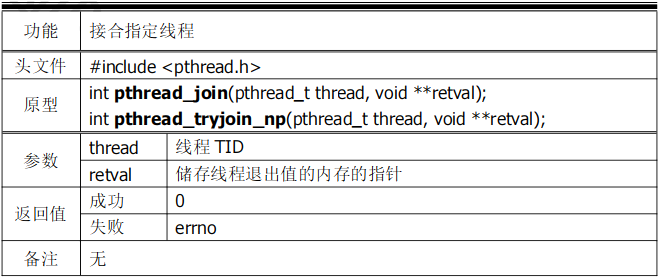 功能 接合指定线程
头文件 #include <pthread.h>
原型 int pthread_join(pthread_t thread, void **retval);
int pthread_tryjoin_np(pthread_t thread, void **retval);
参数 thread 线程 TID
retval 储存线程退出值的内存的指针
返回值 成功 0
失败 errno
备注 无